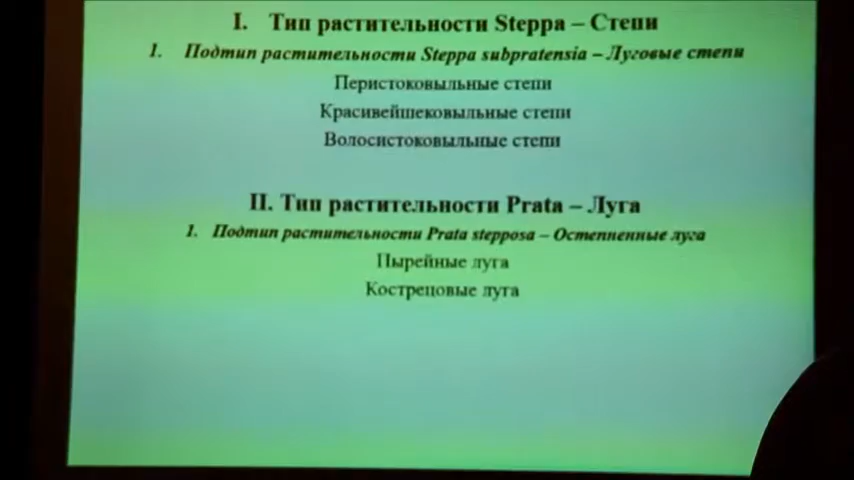 I. Тип растительности Steppa – Степи
1. Подтип растительности Steppa subpratensia – Луговые степи
Перистоковыльные степи
Красивейшековыльные степи
Волосистоковыльные степи
II. Тип растительности Prata – Луга
1. Подтип растительности Prata stepposa – Остепненные луга
Пырейные луга
Кострецовые луга